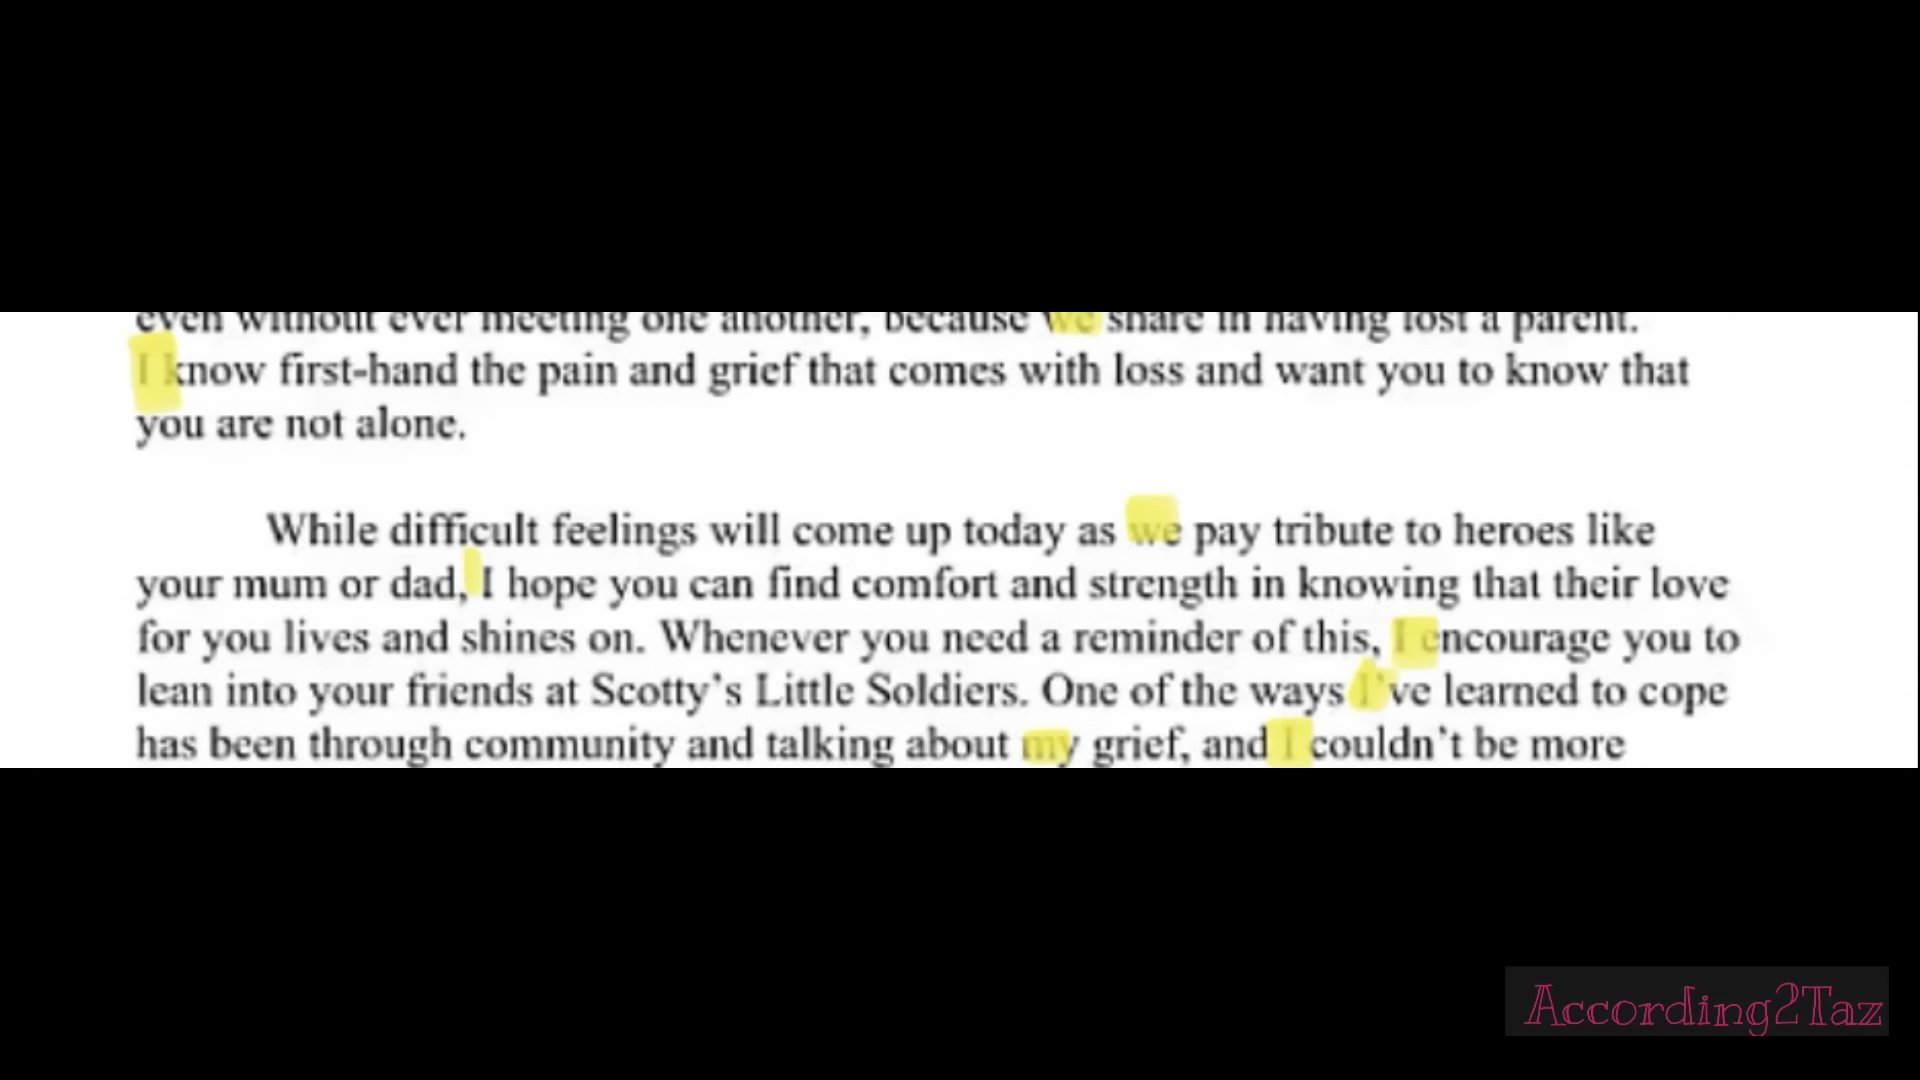 even without ever meeting one another, because we share in having lost a parent.
I know first-hand the pain and grief that comes with loss and want you to know that
you are not alone.
While difficult feelings will come up today as we pay tribute to heroes like
your mum or dad, I hope you can find comfort and strength in knowing that their love
for you lives and shines on. Whenever you need a reminder of this, I encourage you to
lean into your friends at Scotty’s Little Soldiers. One of the ways I’ve learned to cope
has been through community and talking about my grief, and I couldn’t be more
According2Taz